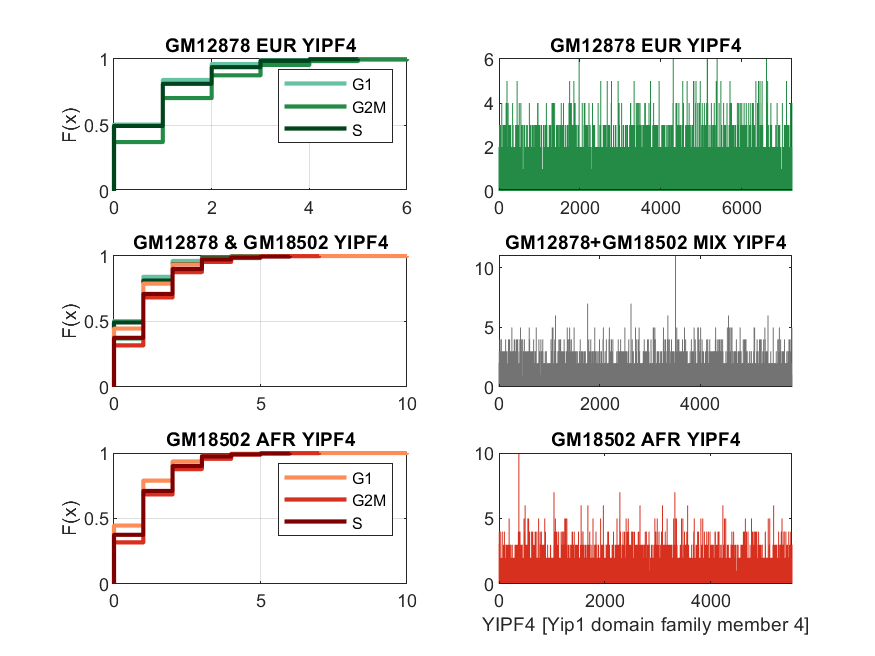 GM12878 EUR YIPF4
1
0.5
0
F(x)
0 2 4 6
G1
G2M
S
GM12878 EUR YIPF4
6
4
2
0
0 2000 4000 6000
GM12878 & GM18502 YIPF4
1
0.5
0
F(x)
0 5 10
GM12878+GM18502 MIX YIPF4
10
5
0
0 2000 4000
GM18502 AFR YIPF4
1
0.5
0
F(x)
0 5 10
G1
G2M
S
GM18502 AFR YIPF4
10
5
0
0 2000 4000
YIPF4 [Yip1 domain family member 4]